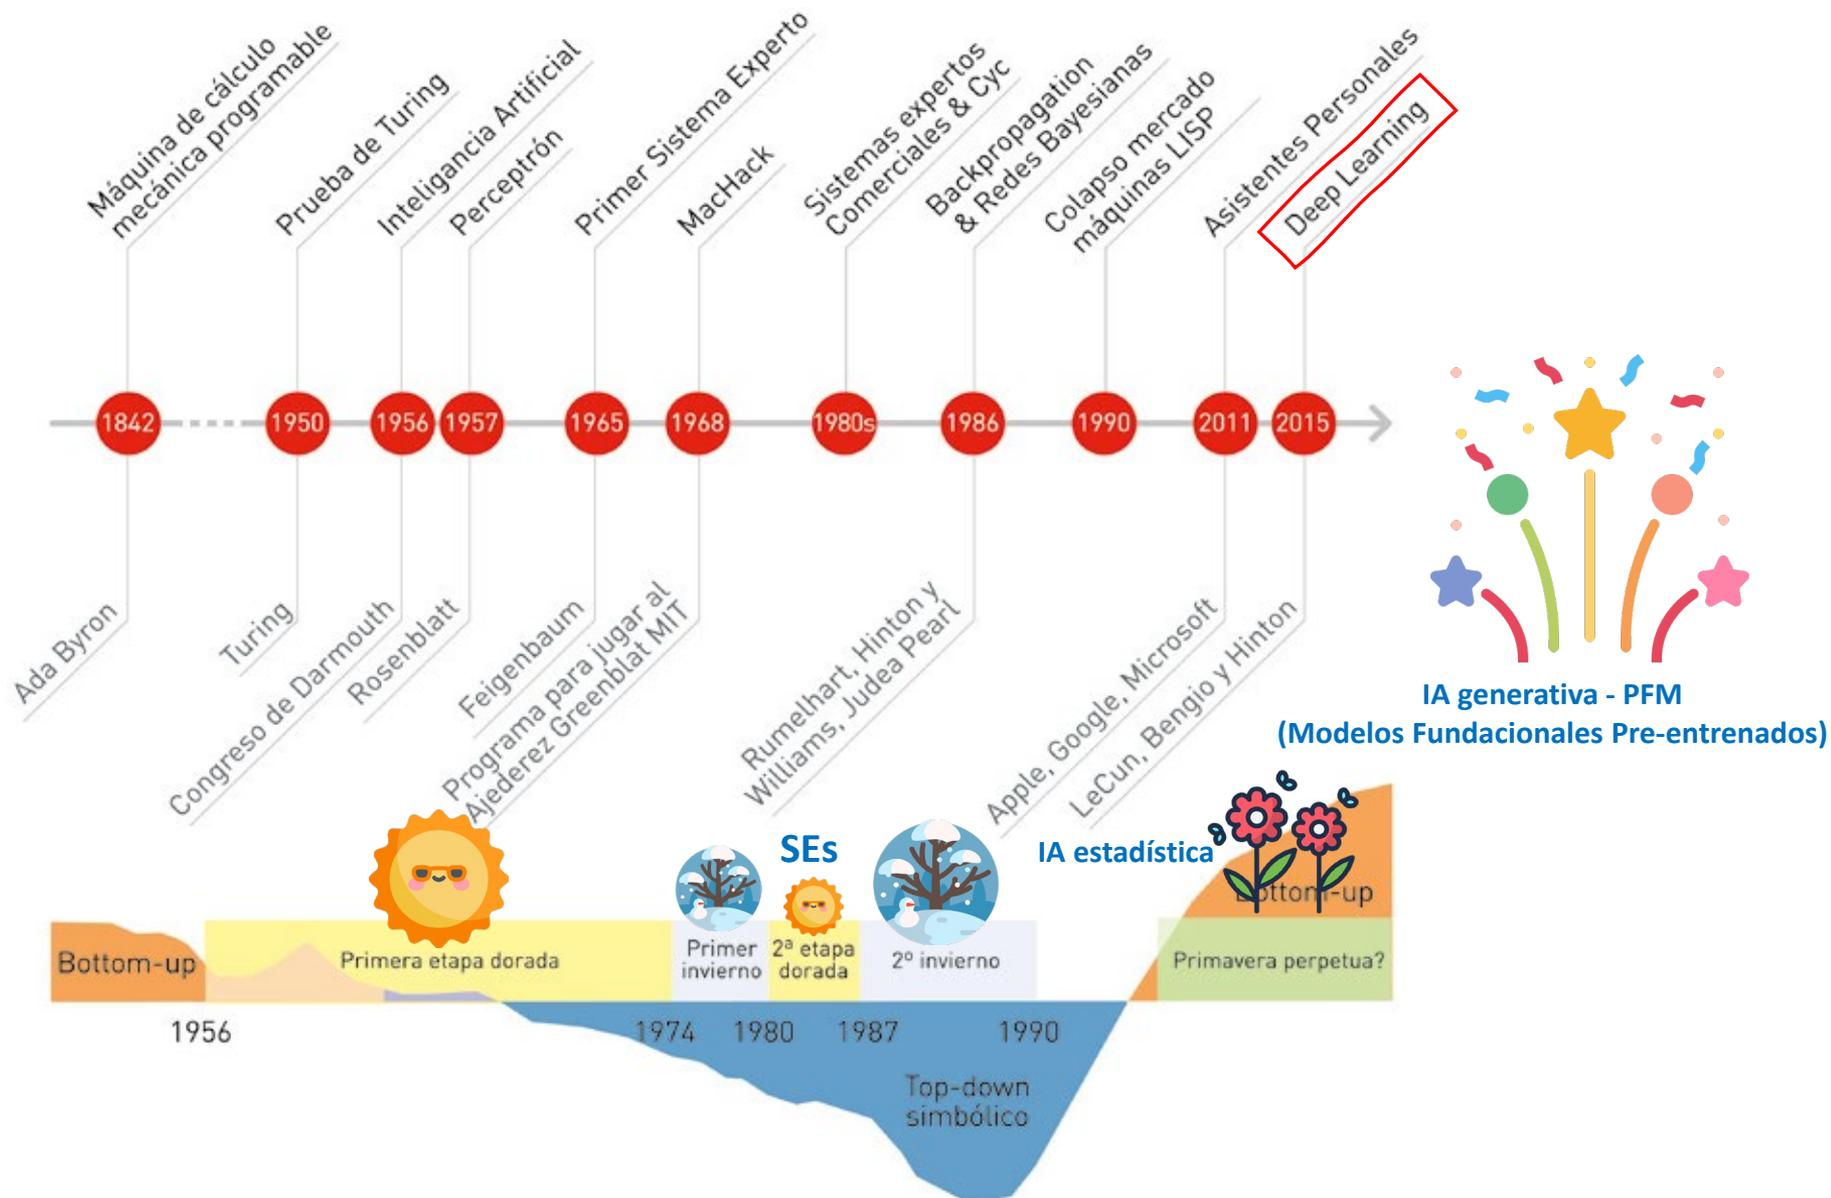 Máquina de cálculo
mecánica programable
Prueba de Turing
Inteligancia Artificial
Perceptrón
Primer Sistema Experto
MacHack
Sistemas expertos
Comerciales & Cyc
Backpropagation
& Redes Bayesianas
Colapso mercado
máquinas LISP
Asistentes Personales
Deep Learning
1842
1950
1956
1957
1965
1968
1980s
1986
1990
2011
2015
Ada Byron
Turing
Congreso de Darmouth
Rosenblatt
Feigenbaum
Programa para jugar al
Ajederez Greenblat MIT
Rumelhart, Hinton y
Williams, Judea Pearl
Apple, Google, Microsoft
LeCun, Bengio y Hinton
IA generativa - PFM
(Modelos Fundacionales Pre-entrenados)
SEs
IA estadística
Bottom-up
Bottom-up
Primera etapa dorada
Primer
invierno
2ª etapa
dorada
2º invierno
Primavera perpetua?
1956
1974
1980
1987
1990
Top-down
simbólico